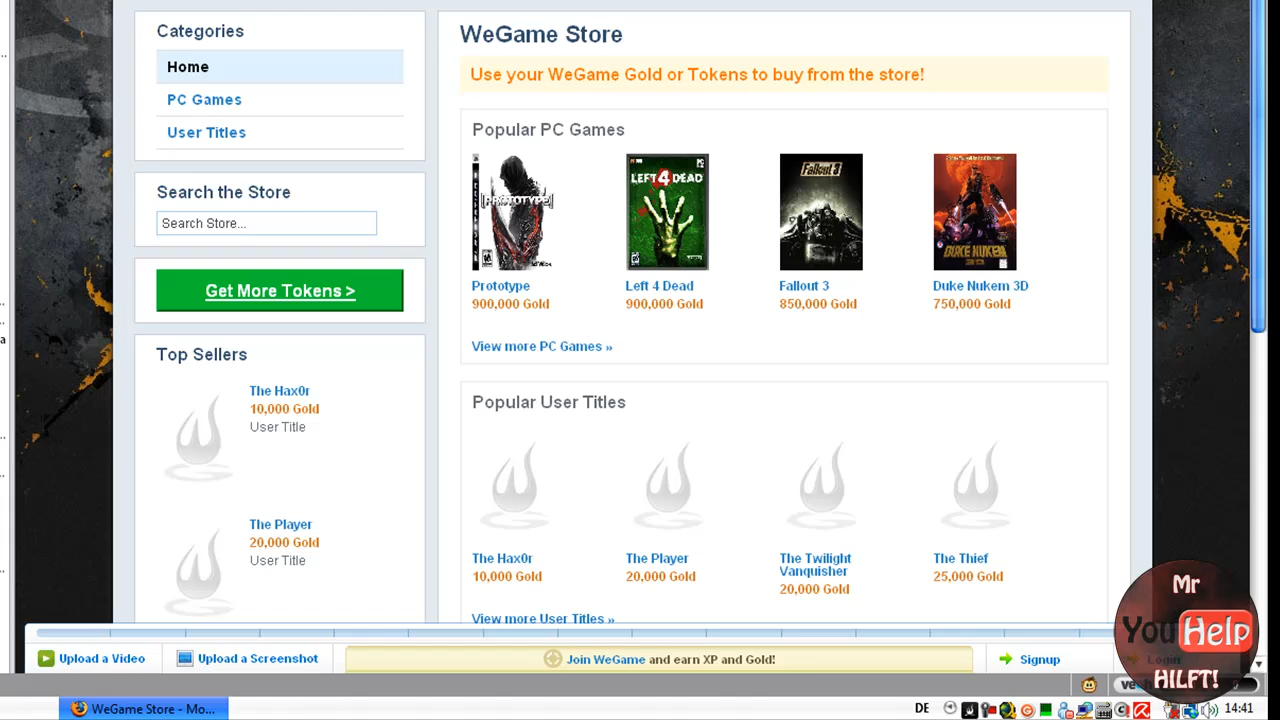 Categories
Home
PC Games
User Titles
Search the Store
Search Store...
Get More Tokens >
Top Sellers
The Hax0r
10,000 Gold
User Title
The Player
20,000 Gold
User Title
WeGame Store
Use your WeGame Gold or Tokens to buy from the store!
Popular PC Games
PROTOTYPE
LEFT 4 DEAD
Fallout 3
DUKE NUKEM 3D
Prototype
900,000 Gold
Left 4 Dead
900,000 Gold
Fallout 3
850,000 Gold
Duke Nukem 3D
750,000 Gold
View more PC Games »
Popular User Titles
The Hax0r
10,000 Gold
The Player
20,000 Gold
The Twilight
Vanquisher
20,000 Gold
The Thief
25,000 Gold
View more User Titles »
Upload a Video
Upload a Screenshot
Join WeGame and earn XP and Gold!
Signup
Login
Mr
YouHelp
HILFT!
WeGame Store - Mo...
DE
14:41